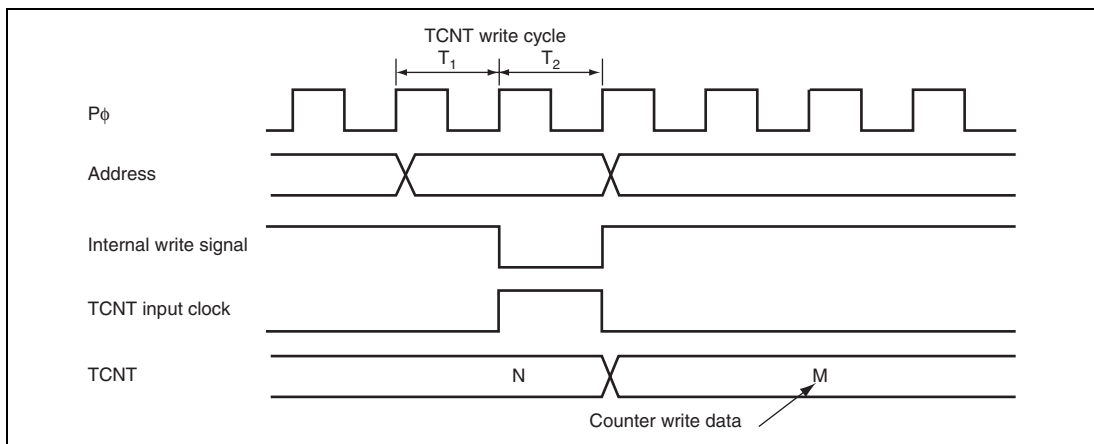 TCNT write cycle
T1 T2
Pϕ
Address
Internal write signal
TCNT input clock
TCNT N M
Counter write data